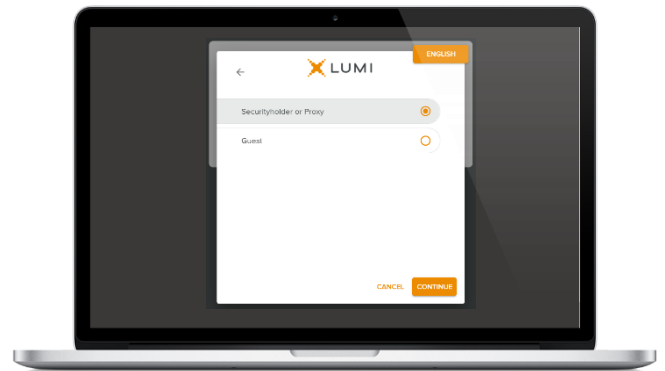 ENGLISH
LUMI
Securityholder or Proxy
Guest
CANCEL
CONTINUE